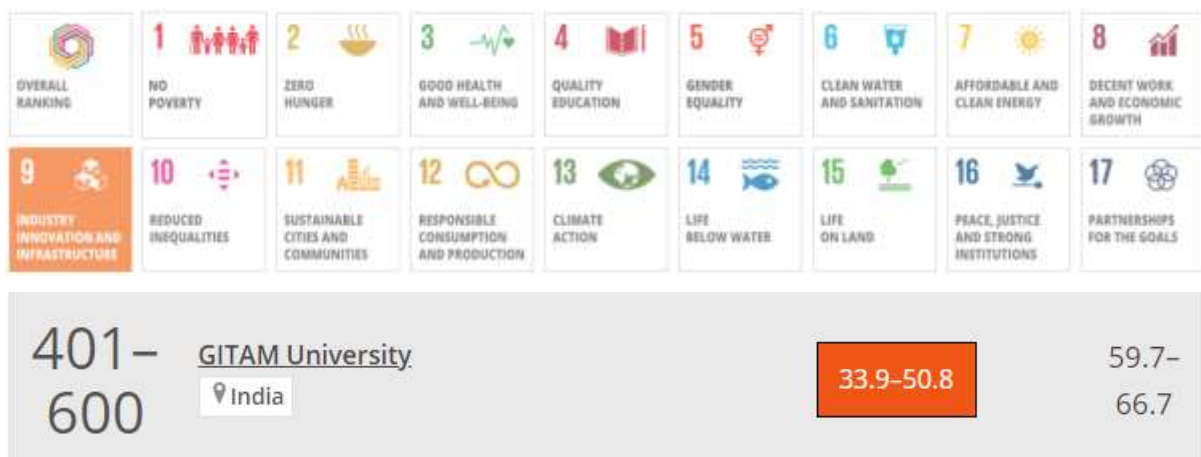 OVERALL
RANKING
1
NO
POVERTY
2
ZERO
HUNGER
3
GOOD HEALTH
AND WELL-BEING
4
QUALITY
EDUCATION
5
GENDER
EQUALITY
6
CLEAN WATER
AND SANITATION
7
AFFORDABLE AND
CLEAN ENERGY
8
DECENT WORK
AND ECONOMIC
GROWTH
9
INDUSTRY
INNOVATION AND
INFRASTRUCTURE
10
REDUCED
INEQUALITIES
11
SUSTAINABLE
CITIES AND
COMMUNITIES
12
RESPONSIBLE
CONSUMPTION
AND PRODUCTION
13
CLIMATE
ACTION
14
LIFE
BELOW WATER
15
LIFE
ON LAND
16
PEACE, JUSTICE
AND STRONG
INSTITUTIONS
17
PARTNERSHIPS
FOR THE GOALS
401–
600
GITAM University
India
33.9–50.8
59.7–
66.7